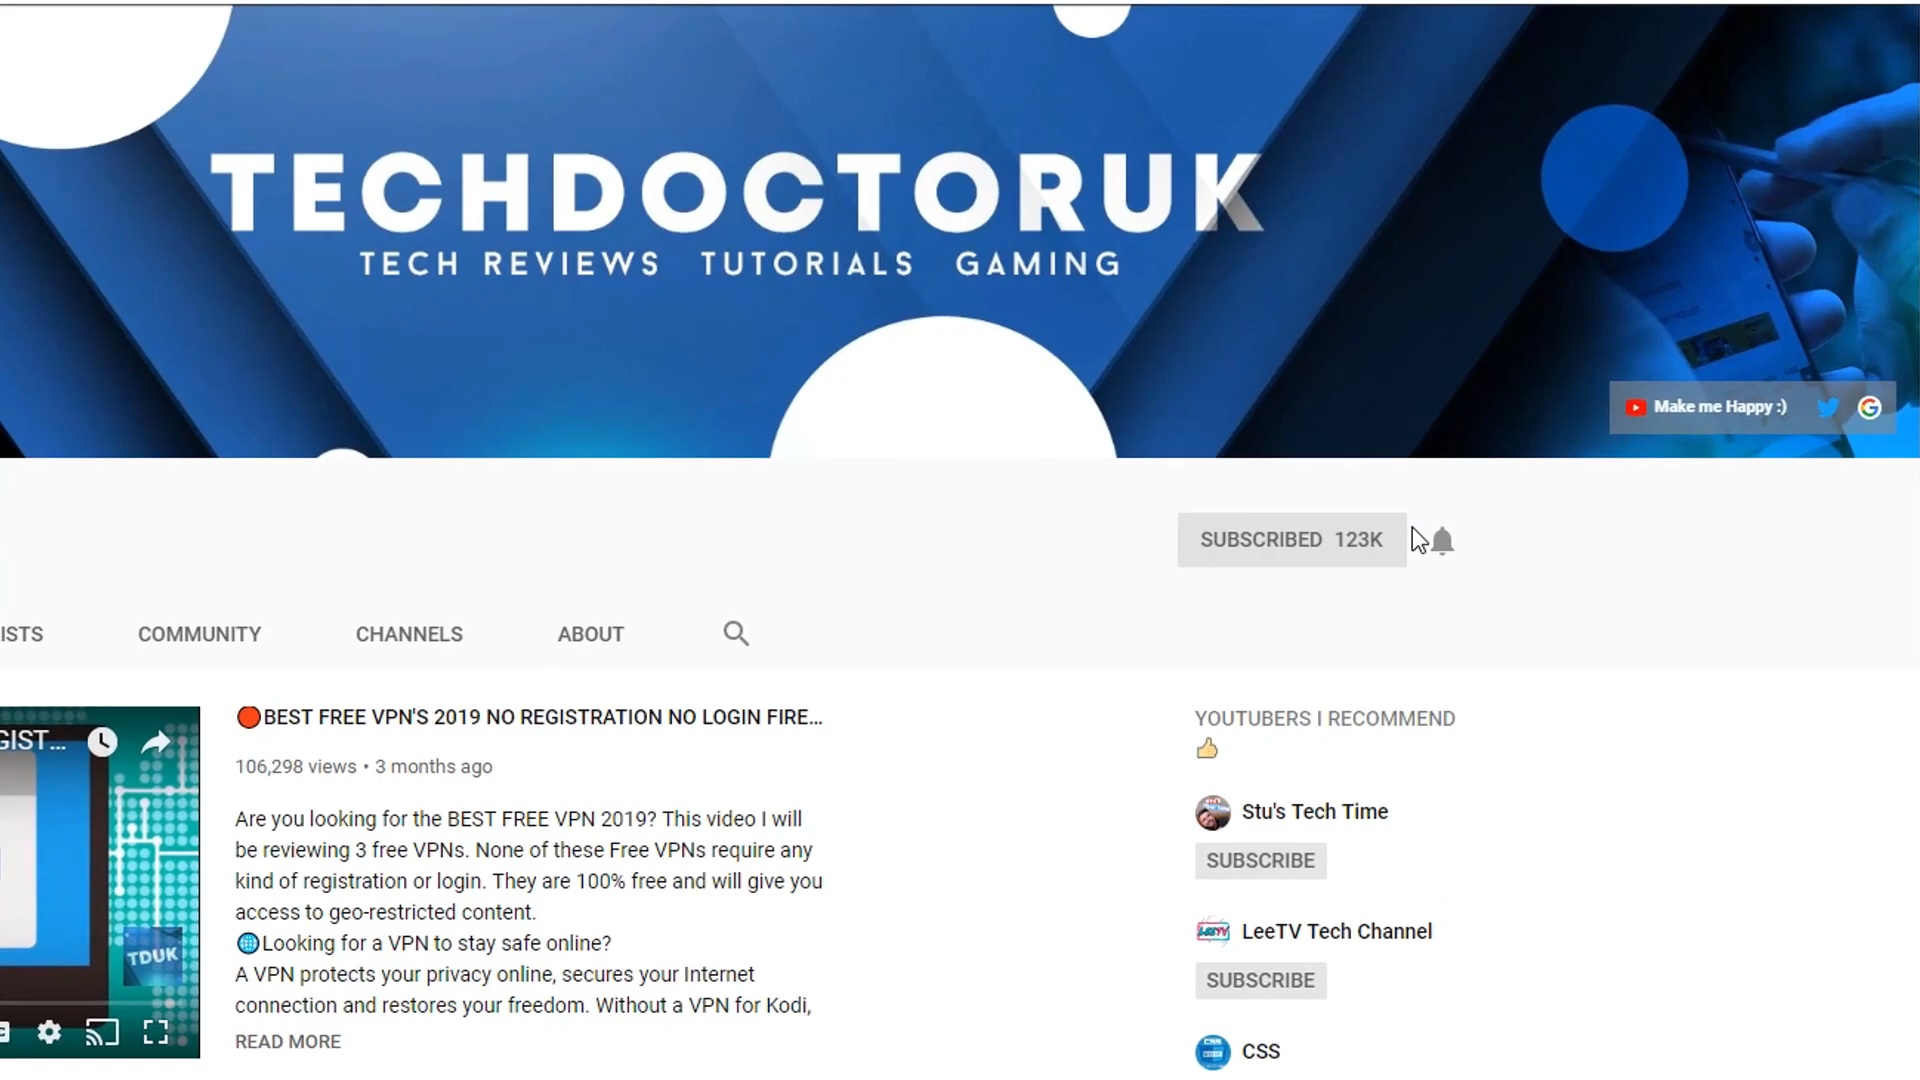 TECHDOCTORUK
TECH REVIEWS TUTORIALS GAMING
Make me Happy :)
SUBSCRIBED 123K
ISTS COMMUNITY CHANNELS ABOUT
GIST...
TDUK
🔴BEST FREE VPN'S 2019 NO REGISTRATION NO LOGIN FIRE...
106,298 views • 3 months ago
Are you looking for the BEST FREE VPN 2019? This video I will
be reviewing 3 free VPNs. None of these Free VPNs require any
kind of registration or login. They are 100% free and will give you
access to geo-restricted content.
🌐Looking for a VPN to stay safe online?
A VPN protects your privacy online, secures your Internet
connection and restores your freedom. Without a VPN for Kodi,
READ MORE
YOUTUBERS I RECOMMEND
👍
Stu's Tech Time
SUBSCRIBE
LEETV
LeeTV Tech Channel
SUBSCRIBE
CSS